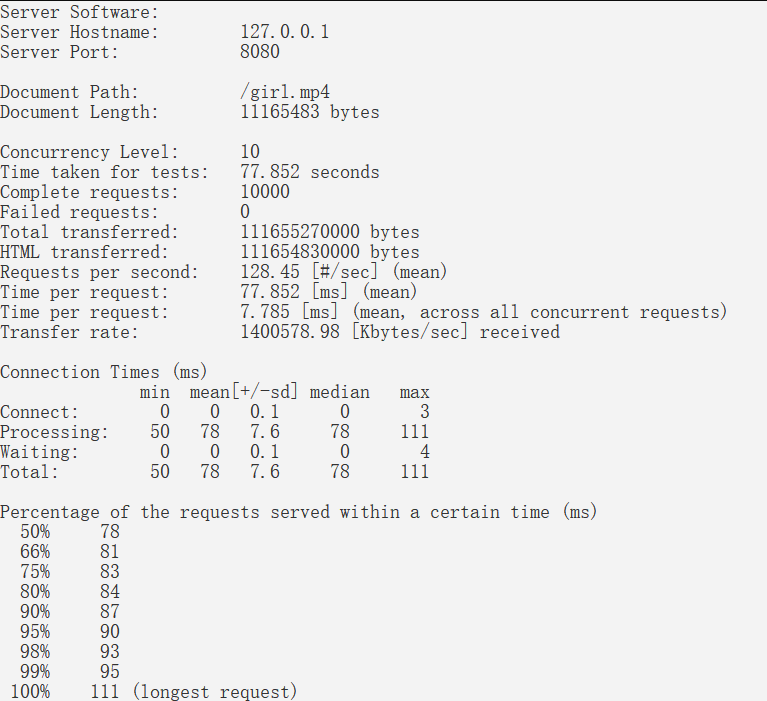 Server Software:
Server Hostname: 127.0.0.1
Server Port: 8080
Document Path: /girl.mp4
Document Length: 11165483 bytes
Concurrency Level: 10
Time taken for tests: 77.852 seconds
Complete requests: 10000
Failed requests: 0
Total transferred: 111655270000 bytes
HTML transferred: 111654830000 bytes
Requests per second: 128.45 [#/sec] (mean)
Time per request: 77.852 [ms] (mean)
Time per request: 7.785 [ms] (mean, across all concurrent requests)
Transfer rate: 1400578.98 [Kbytes/sec] received
Connection Times (ms)
min mean[+/-sd] median max
Connect: 0 0 0.1 0 3
Processing: 50 78 7.6 78 111
Waiting: 0 0 0.1 0 4
Total: 50 78 7.6 78 111
Percentage of the requests served within a certain time (ms)
50% 78
66% 81
75% 83
80% 84
90% 87
95% 90
98% 93
99% 95
100% 111 (longest request)